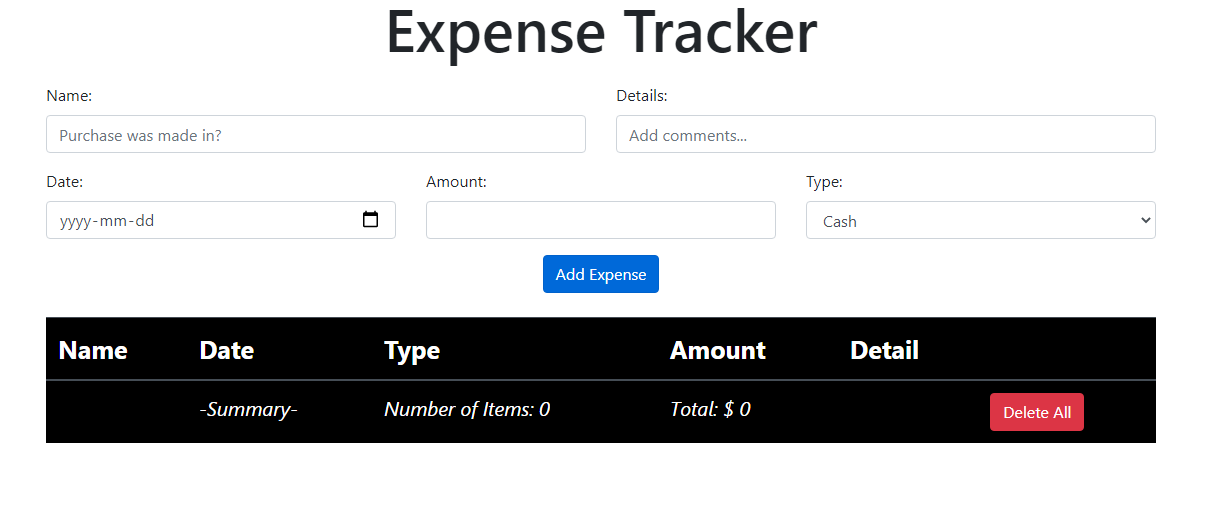 Expense Tracker
Name: Details:
Purchase was made in? Add comments...
Date: Amount: Type:
yyyy-mm-dd Cash
Add Expense
Name Date Type Amount Detail
-Summary- Number of Items: 0 Total: $ 0 Delete All